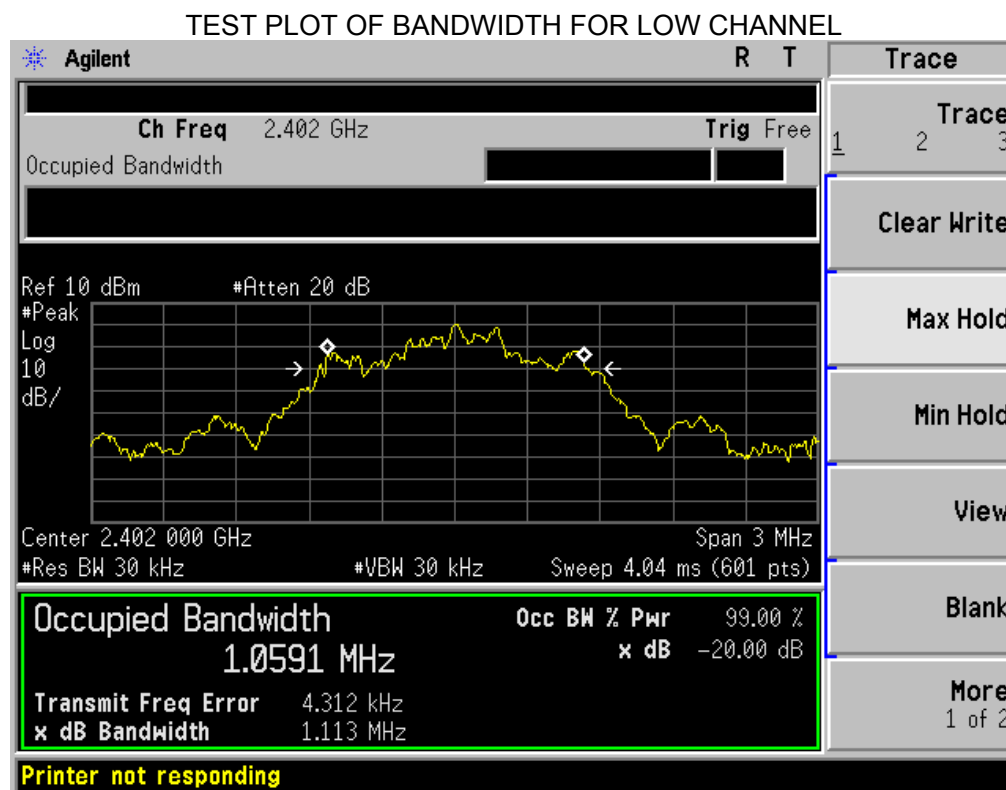 TEST PLOT OF BANDWIDTH FOR LOW CHANNEL
Agilent R T
Trace
Ch Freq 2.402 GHz Trig Free
Occupied Bandwidth
Trace
1 2 3
Clear Write
Max Hold
Min Hold
View
Blank
More
1 of 2
Ref 10 dBm #Atten 20 dB
#Peak
Log
10
dB/
Center 2.402 000 GHz Span 3 MHz
#Res BW 30 kHz #VBW 30 kHz Sweep 4.04 ms (601 pts)
Occupied Bandwidth
1.0591 MHz
Occ BW % Pwr 99.00 %
x dB -20.00 dB
Transmit Freq Error 4.312 kHz
x dB Bandwidth 1.113 MHz
Printer not responding